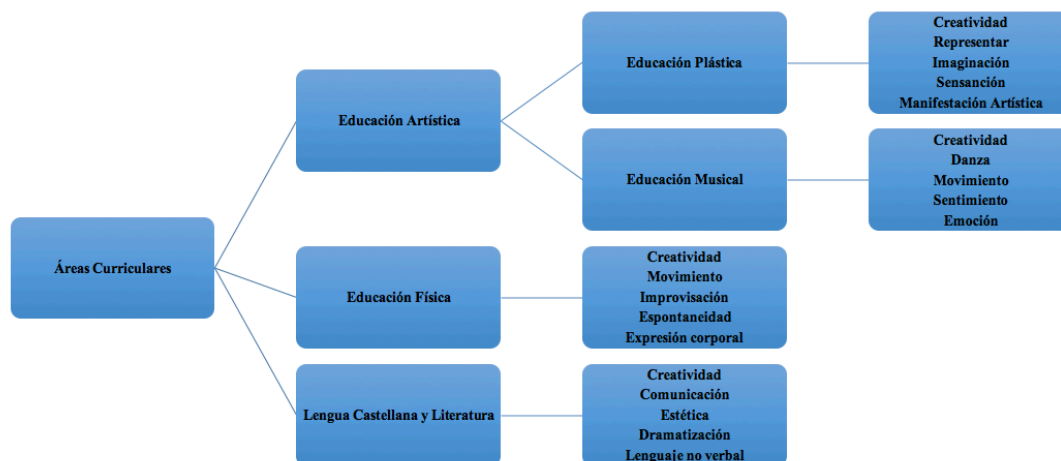 Áreas Curriculares
Educación Artística
Educación Plástica
Creatividad
Representar
Imaginación
Sensanción
Manifestación Artística
Educación Musical
Creatividad
Danza
Movimiento
Sentimiento
Emoción
Educación Física
Creatividad
Movimiento
Improvisación
Espontaneidad
Expresión corporal
Lengua Castellana y Literatura
Creatividad
Comunicación
Estética
Dramatización
Lenguaje no verbal